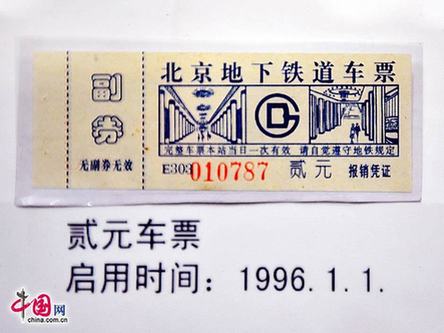 副券
无副券无效
北京地下铁道车票
完整车票本站当日一次有效 请自觉遵守地铁规定
E303 010787 贰元 报销凭证
贰元车票
启用时间：1996.1.1.
中国网
china.com.cn